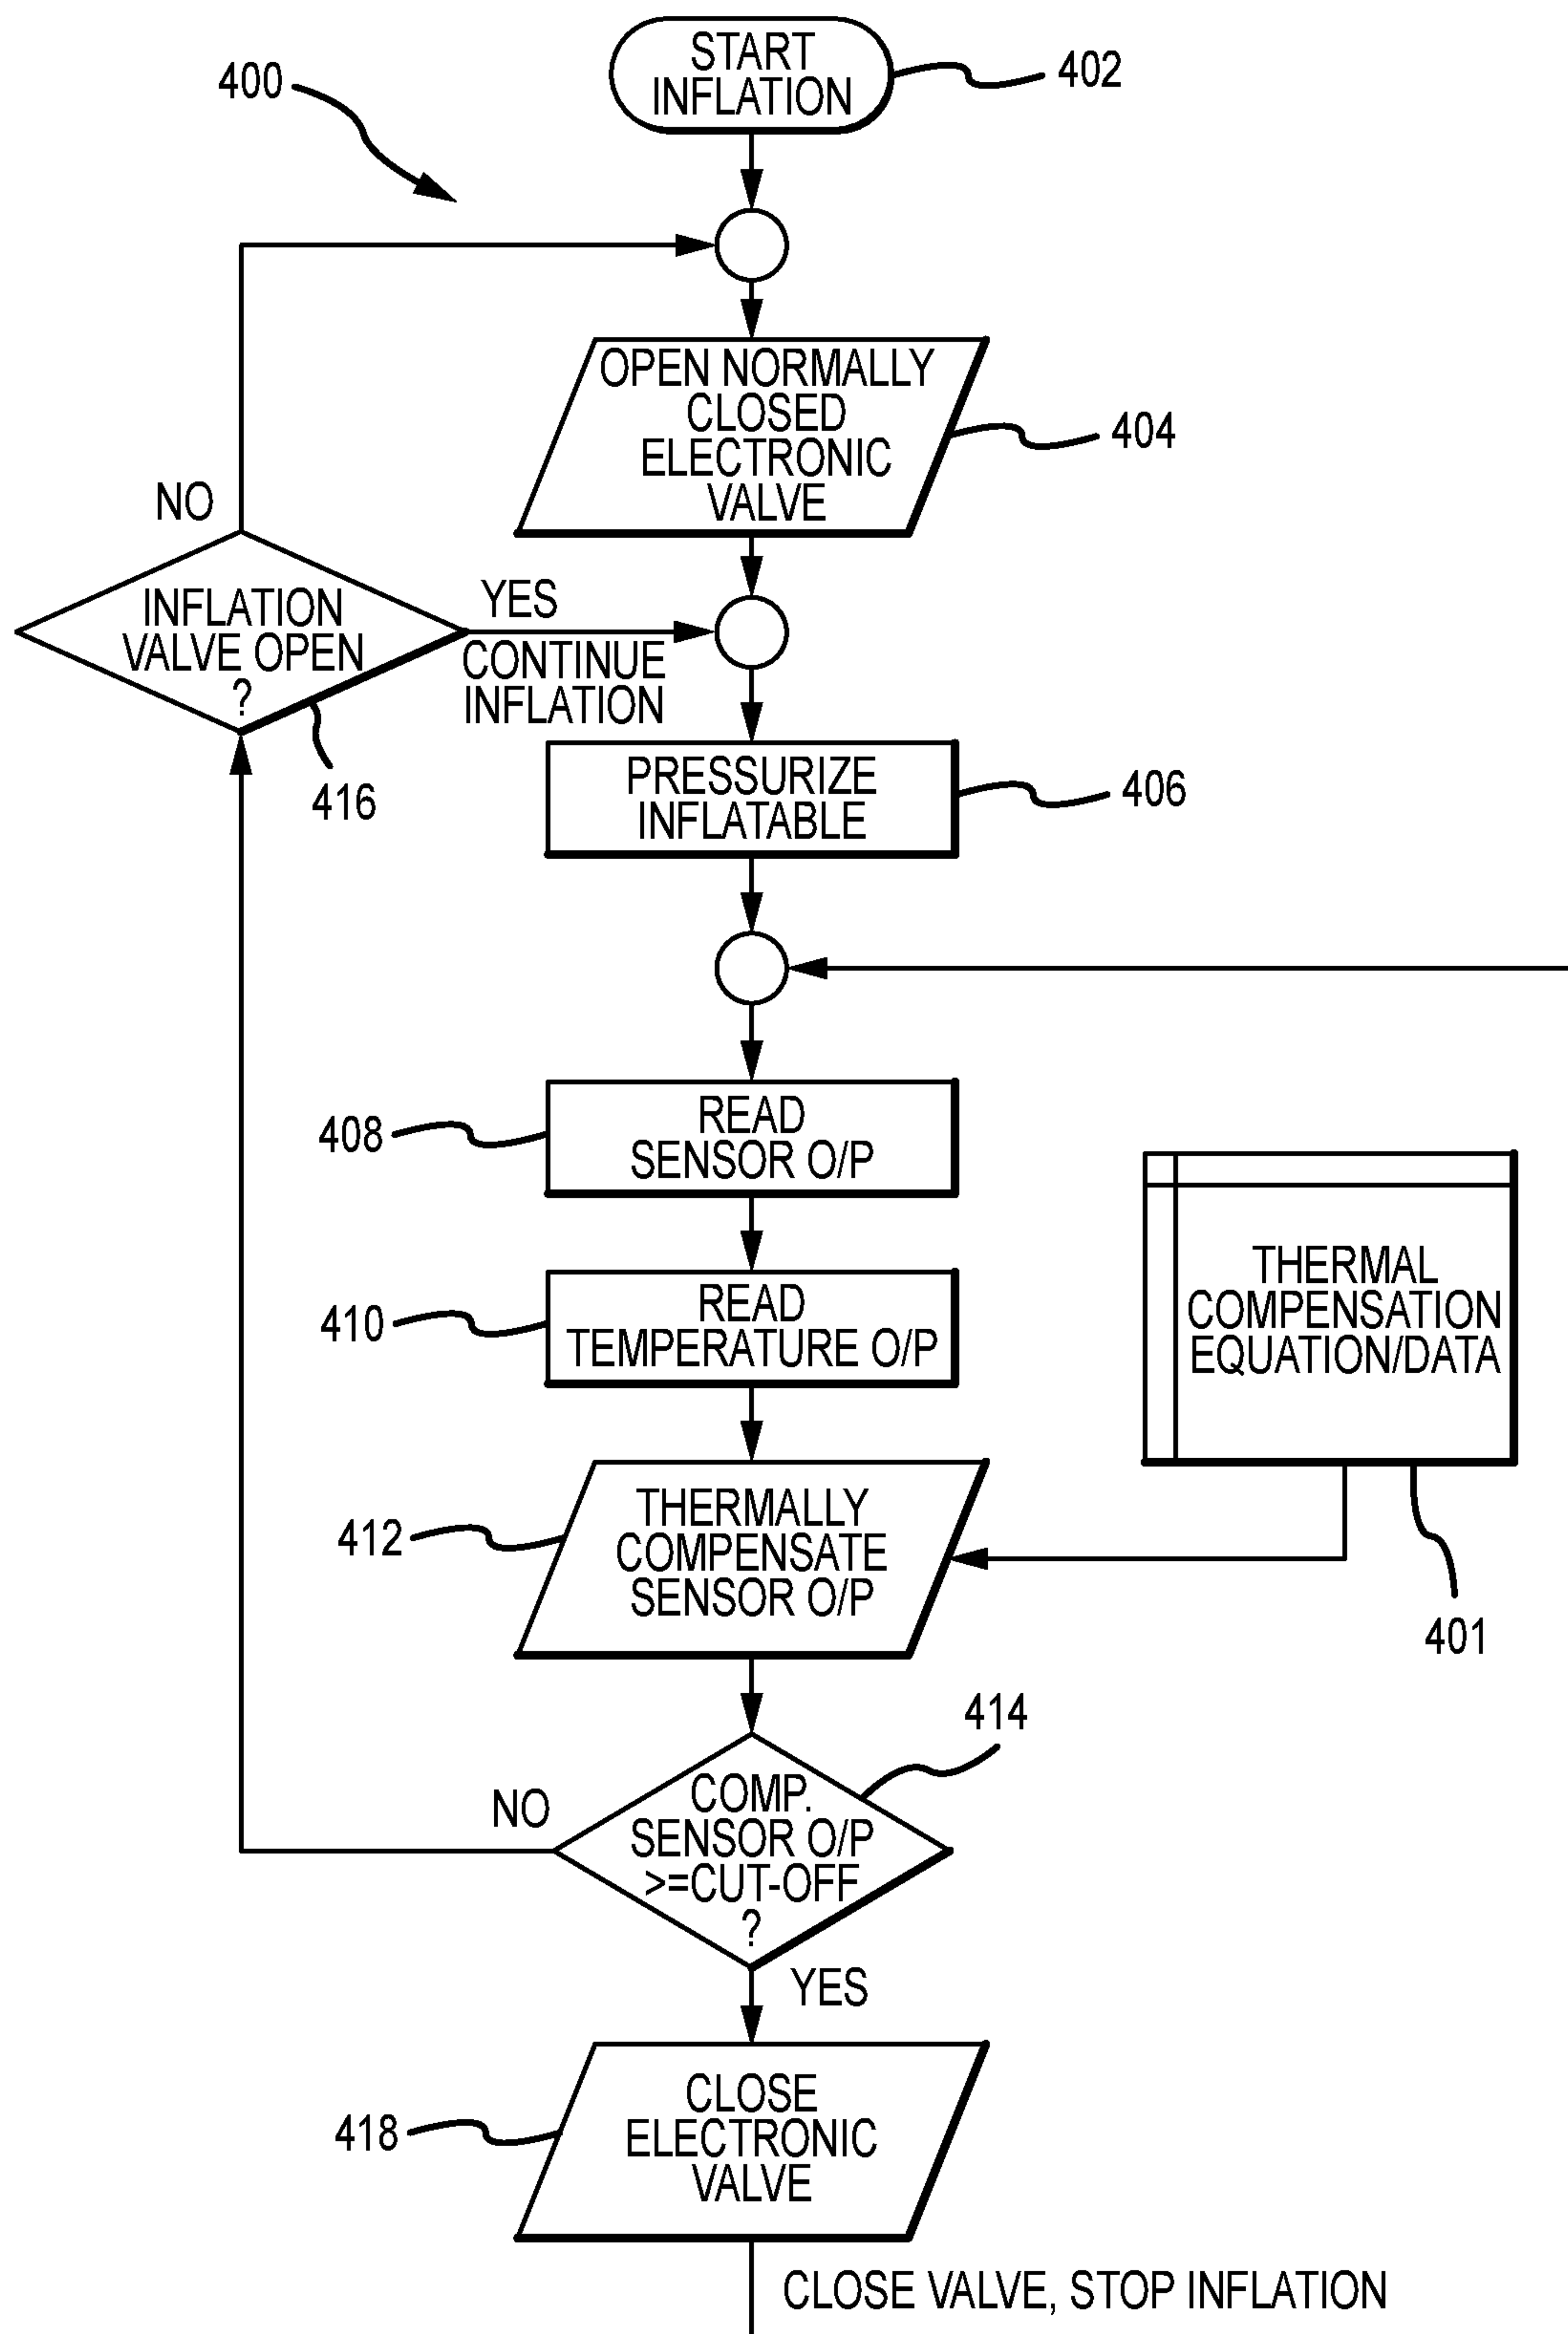 START
INFLATION
402
400
OPEN NORMALLY
CLOSED
ELECTRONIC
VALVE
404
NO
INFLATION
VALVE OPEN
?
YES
CONTINUE
INFLATION
416
PRESSURIZE
INFLATABLE
406
READ
SENSOR O/P
408
READ
TEMPERATURE O/P
410
THERMAL
COMPENSATION
EQUATION/DATA
401
THERMALLY
COMPENSATE
SENSOR O/P
412
414
COMP.
SENSOR O/P
>=CUT-OFF
?
NO
YES
CLOSE
ELECTRONIC
VALVE
418
CLOSE VALVE, STOP INFLATION